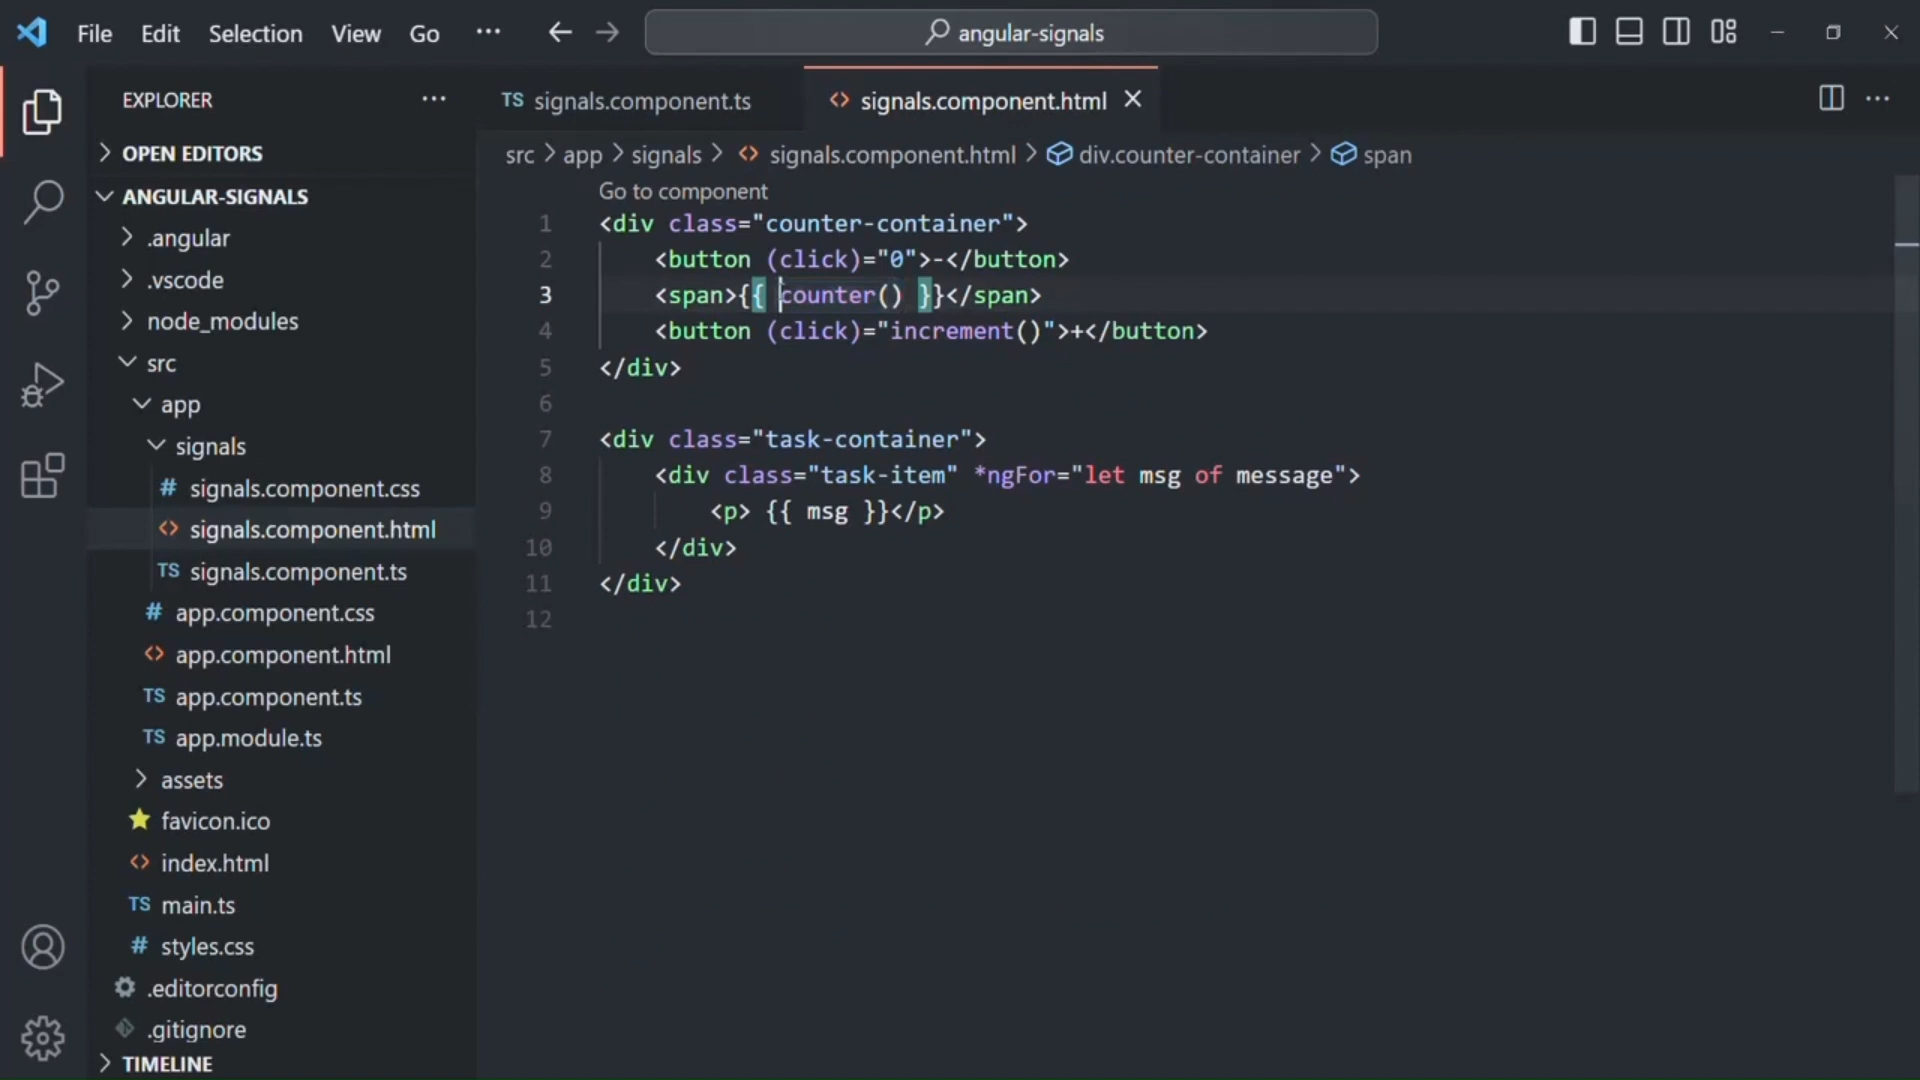 File Edit Selection View Go ··· angular-signals
EXPLORER ···
OPEN EDITORS
ANGULAR-SIGNALS
.angular
.vscode
node_modules
src
app
signals
# signals.component.css
<> signals.component.html
TS signals.component.ts
# app.component.css
<> app.component.html
TS app.component.ts
TS app.module.ts
assets
favicon.ico
<> index.html
TS main.ts
# styles.css
.editorconfig
.gitignore
TIMELINE
TS signals.component.ts <> signals.component.html
src > app > signals > <> signals.component.html > div.counter-container > span
Go to component
1 <div class="counter-container">
2 <button (click)="0">-</button>
3 <span>{{ counter() }}</span>
4 <button (click)="increment()">+</button>
5 </div>
6
7 <div class="task-container">
8 <div class="task-item" *ngFor="let msg of message">
9 <p> {{ msg }}</p>
10 </div>
11 </div>
12